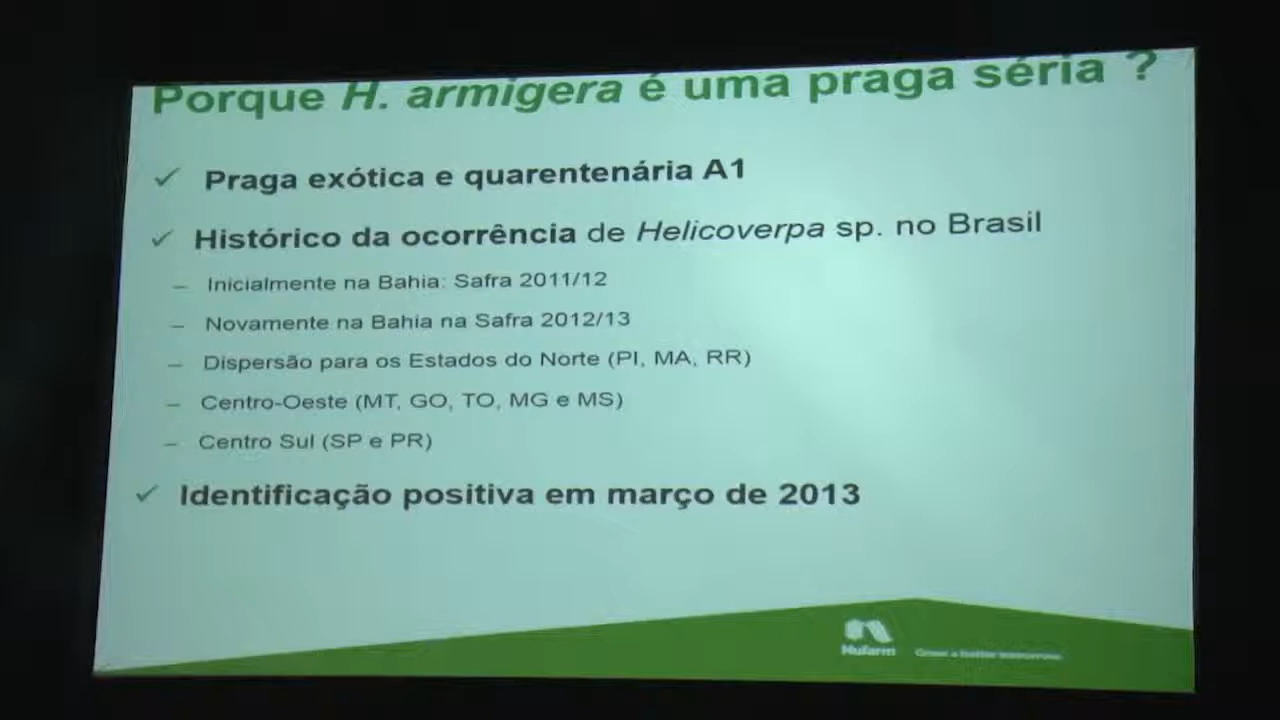 Porque H. armigera é uma praga séria ?
✓ Praga exótica e quarentenária A1
✓ Histórico da ocorrência de Helicoverpa sp. no Brasil
– Inicialmente na Bahia: Safra 2011/12
– Novamente na Bahia na Safra 2012/13
– Dispersão para os Estados do Norte (PI, MA, RR)
– Centro-Oeste (MT, GO, TO, MG e MS)
– Centro Sul (SP e PR)
✓ Identificação positiva em março de 2013
Nufarm
Grow a better tomorrow.